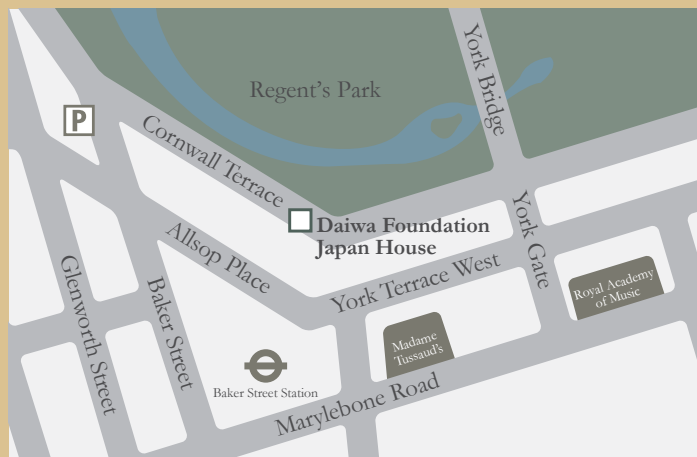 Regent's Park
York Bridge
P
Cornwall Terrace
Daiwa Foundation
Japan House
Allsop Place
York Terrace West
York Gate
Royal Academy
of Music
Glenworth Street
Baker Street
Madame
Tussaud's
Baker Street Station
Marylebone Road